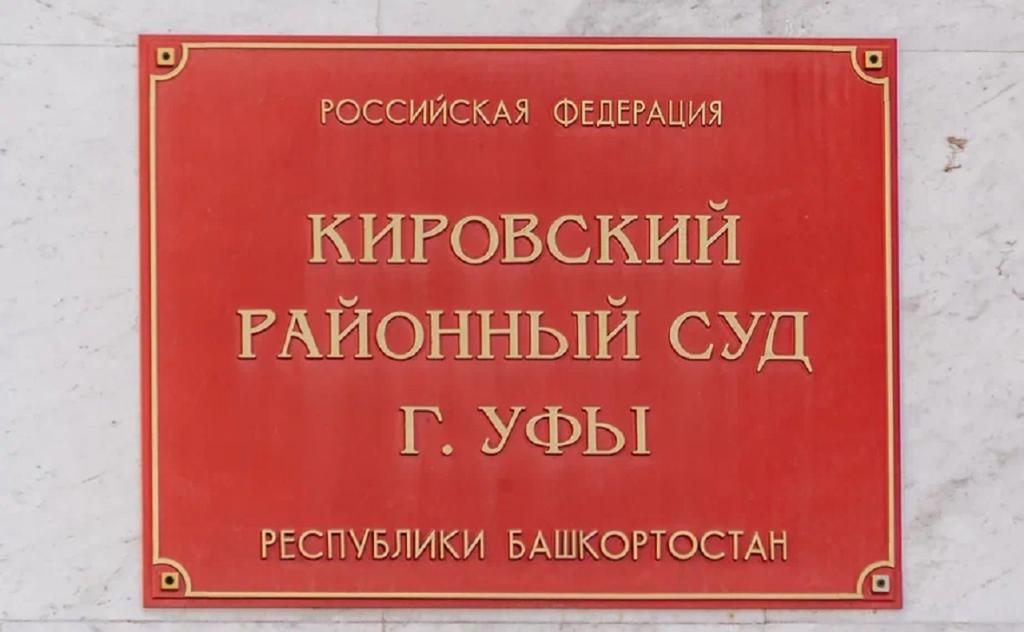 РОССИЙСКАЯ ФЕДЕРАЦИЯ
КИРОВСКИЙ
РАЙОННЫЙ СУД
Г. УФЫ
РЕСПУБЛИКИ БАШКОРТОСТАН